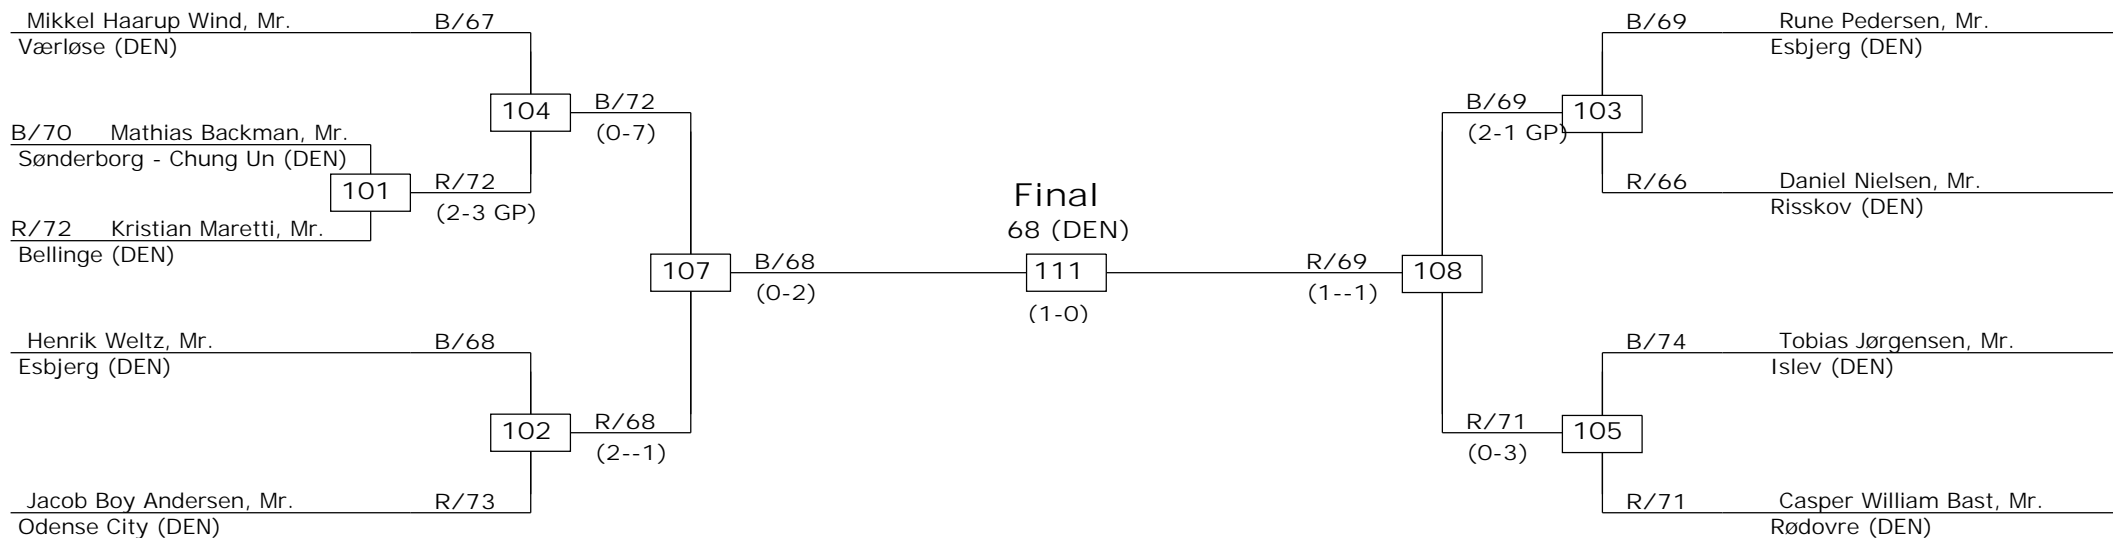 Mikkel Haarup Wind, Mr. B/67
Værløse (DEN)
104
B/72
(0-7)
B/70 Mathias Backman, Mr.
Sønderborg - Chung Un (DEN)
101
R/72
(2-3 GP)
R/72 Kristian Maretti, Mr.
Bellinge (DEN)
107
B/68
(0-2)
Henrik Weltz, Mr. B/68
Esbjerg (DEN)
102
R/68
(2--1)
Jacob Boy Andersen, Mr. R/73
Odense City (DEN)
Final
68 (DEN)
111
(1-0)
B/69 Rune Pedersen, Mr.
Esbjerg (DEN)
B/69
(2-1 GP)
103
R/66 Daniel Nielsen, Mr.
Risskov (DEN)
R/69
(1--1)
108
B/74 Tobias Jørgensen, Mr.
Islev (DEN)
R/71
(0-3)
105
R/71 Casper William Bast, Mr.
Rødovre (DEN)